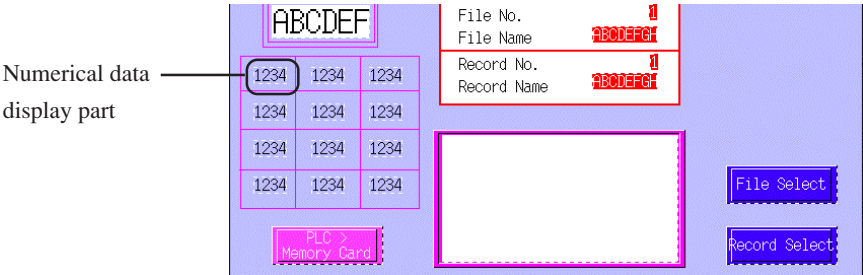 Numerical data
display part
ABCDEF
File No. 1
File Name ABCDEFGH
Record No. 1
Record Name ABCDEFGH
1234 1234 1234
1234 1234 1234
1234 1234 1234
1234 1234 1234
PLC >
Memory Card
File Select
Record Select